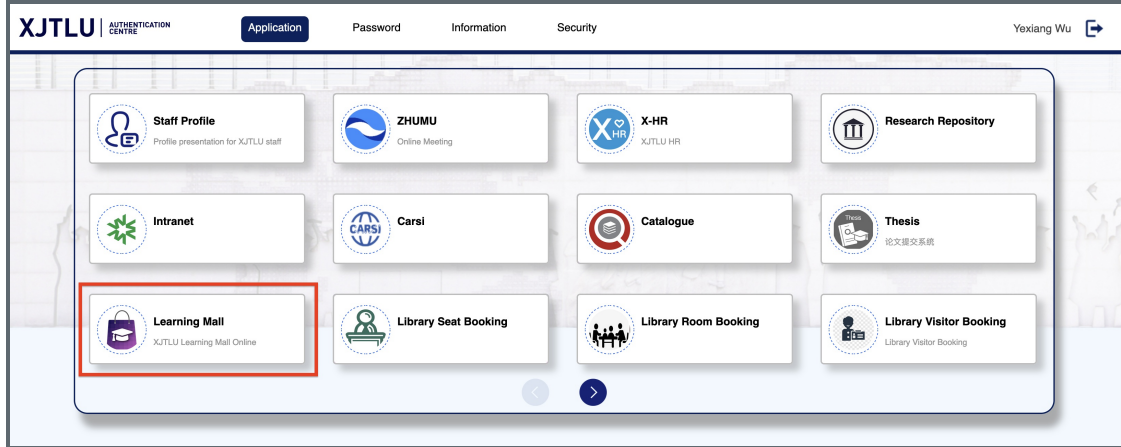 XJTLU AUTHENTICATION CENTRE Application Password Information Security Yexiang Wu
Staff Profile
Profile presentation for XJTLU staff
ZHUMU
Online Meeting
X HR
X-HR
XJTLU HR
Research Repository
Intranet
CARSI
Carsi
Catalogue
Thesis
Thesis
论文提交系统
Learning Mall
XJTLU Learning Mall Online
Library Seat Booking
Library Room Booking
Library Visitor Booking
Library Visitor Booking